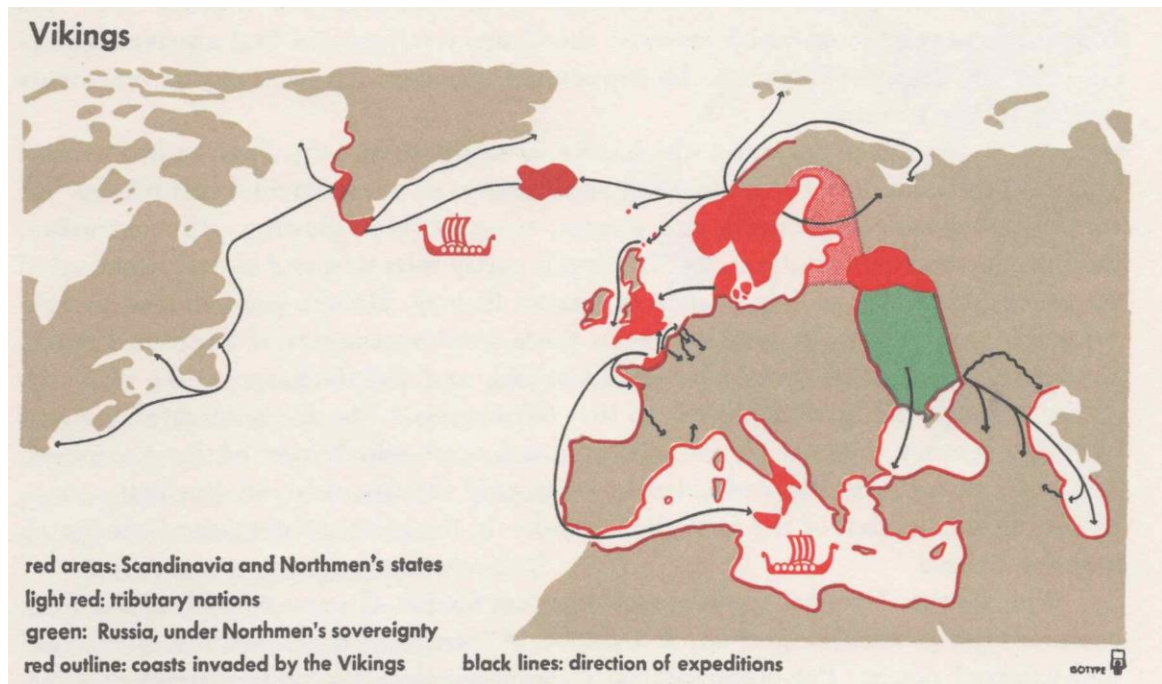 Vikings
red areas: Scandinavia and Northmen's states
light red: tributary nations
green: Russia, under Northmen's sovereignty
red outline: coasts invaded by the Vikings
black lines: direction of expeditions
ISOTYPE